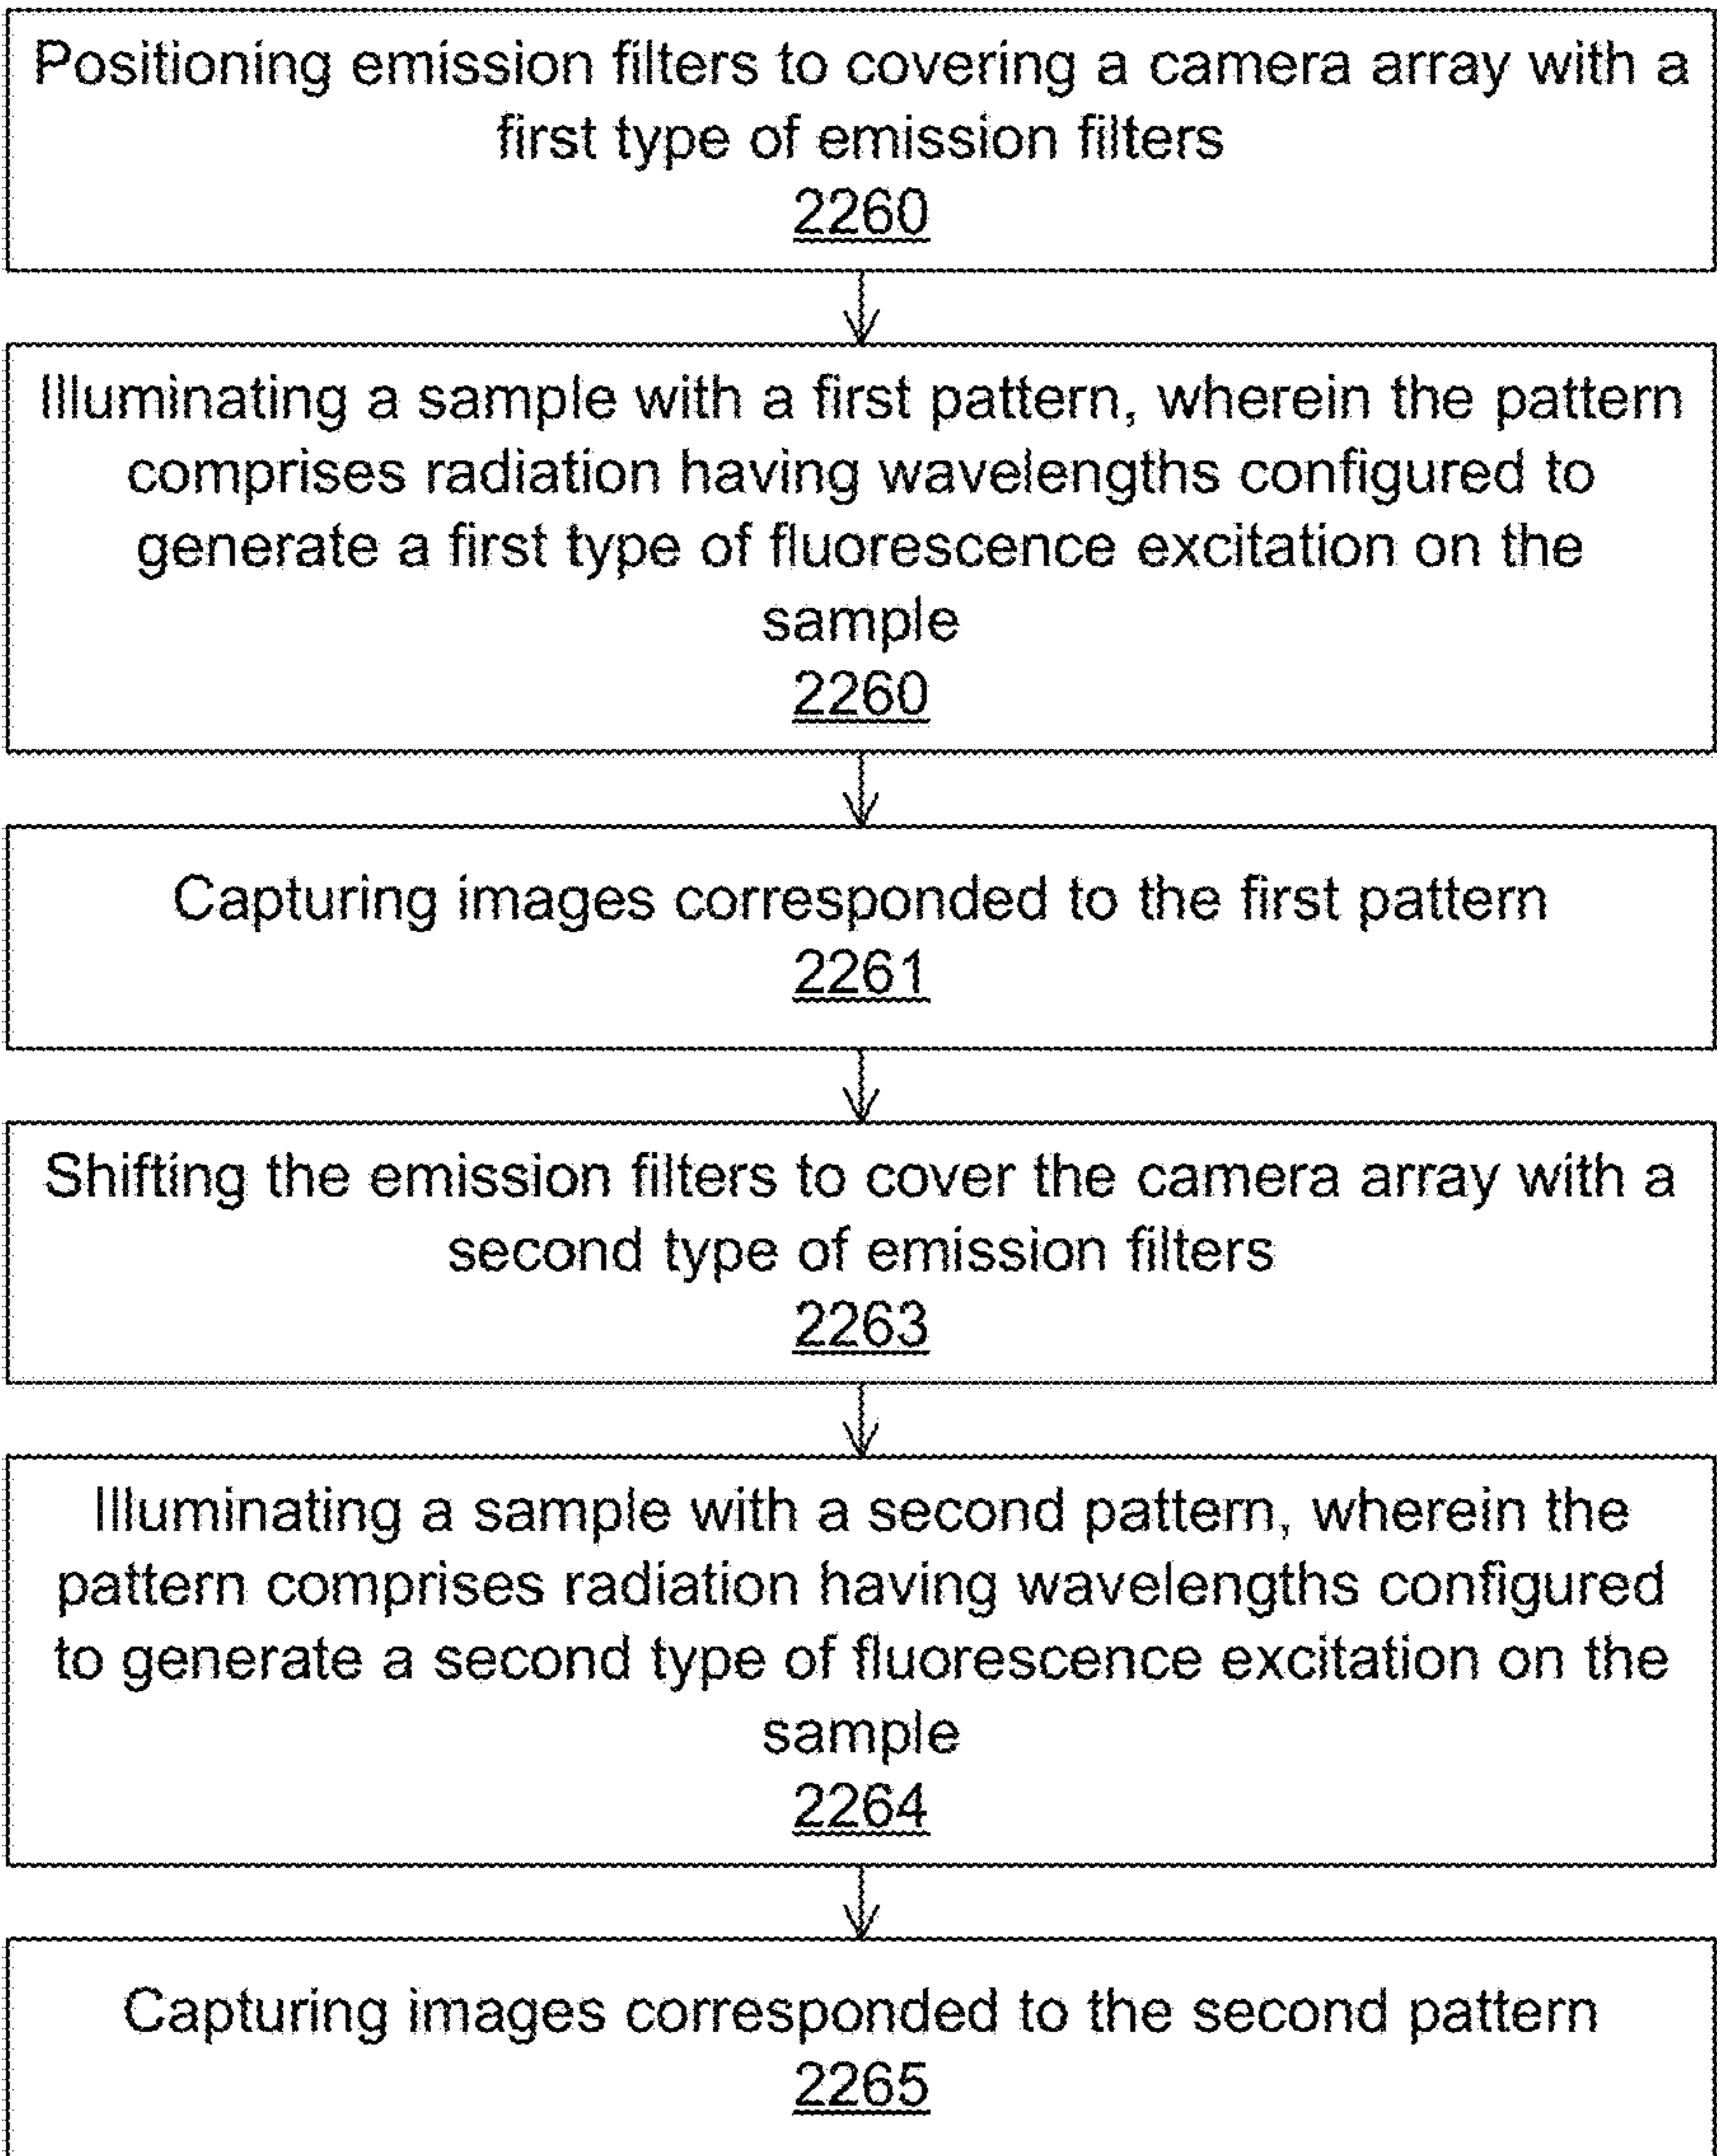 Positioning emission filters to covering a camera array with a
first type of emission filters
2260
Illuminating a sample with a first pattern, wherein the pattern
comprises radiation having wavelengths configured to
generate a first type of fluorescence excitation on the
sample
2260
Capturing images corresponded to the first pattern
2261
Shifting the emission filters to cover the camera array with a
second type of emission filters
2263
Illuminating a sample with a second pattern, wherein the
pattern comprises radiation having wavelengths configured
to generate a second type of fluorescence excitation on the
sample
2264
Capturing images corresponded to the second pattern
2265